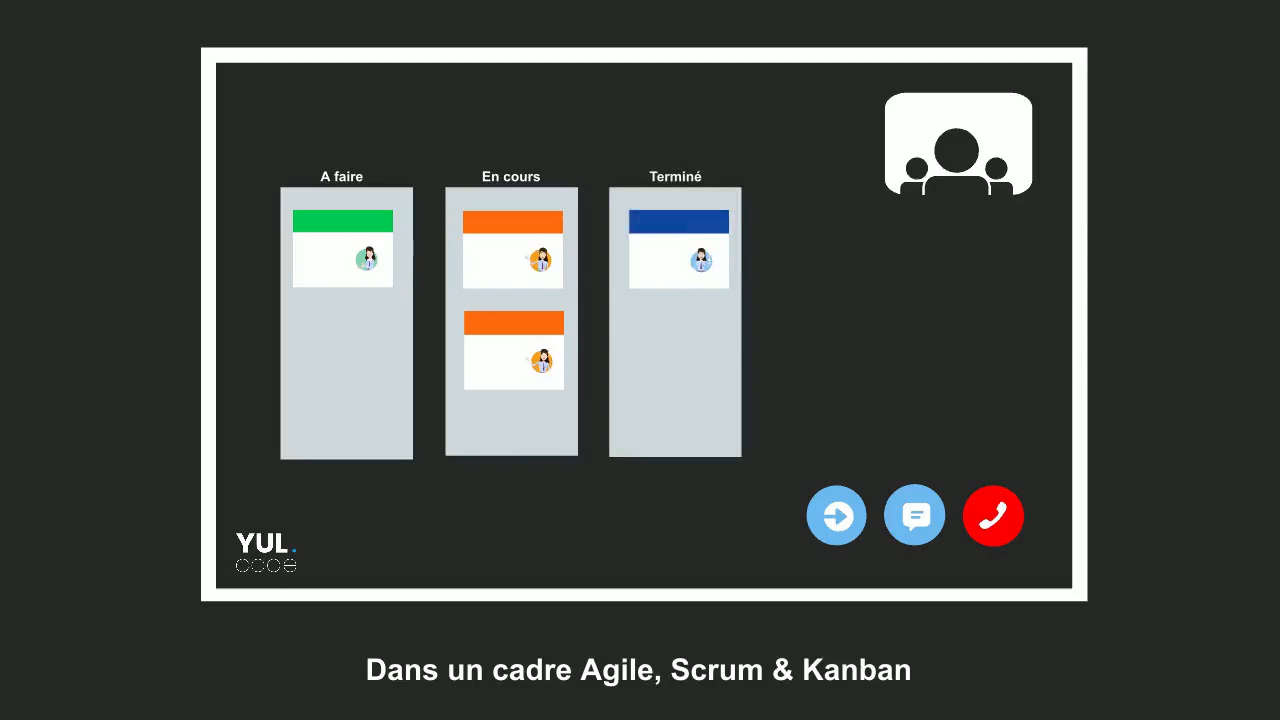 A faire
En cours
Terminé
YUL.
Dans un cadre Agile, Scrum & Kanban